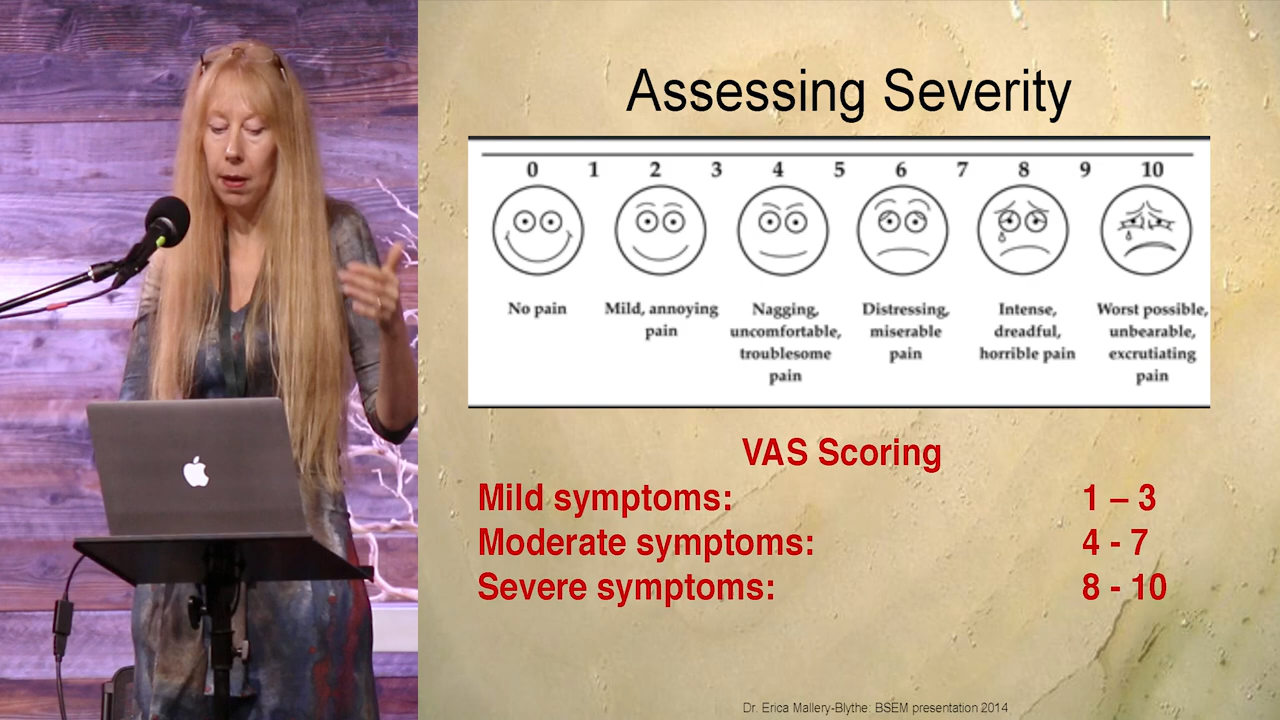 Assessing Severity
0 1 2 3 4 5 6 7 8 9 10
No pain
Mild, annoying
pain
Nagging,
uncomfortable,
troublesome
pain
Distressing,
miserable
pain
Intense,
dreadful,
horrible pain
Worst possible,
unbearable,
excrutiating
pain
VAS Scoring
Mild symptoms: 1 – 3
Moderate symptoms: 4 - 7
Severe symptoms: 8 - 10
Dr. Erica Mallery-Blythe: BSEM presentation 2014